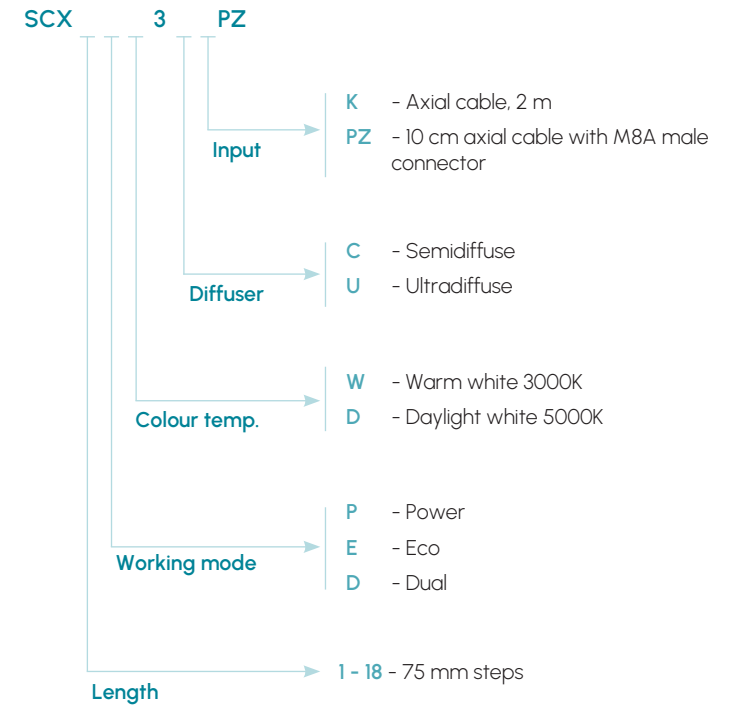 SCX 3 PZ
K - Axial cable, 2 m
PZ - 10 cm axial cable with M8A male
connector
Input
C - Semidiffuse
U - Ultradiffuse
Diffuser
W - Warm white 3000K
D - Daylight white 5000K
Colour temp.
P - Power
E - Eco
D - Dual
Working mode
1 - 18 - 75 mm steps
Length